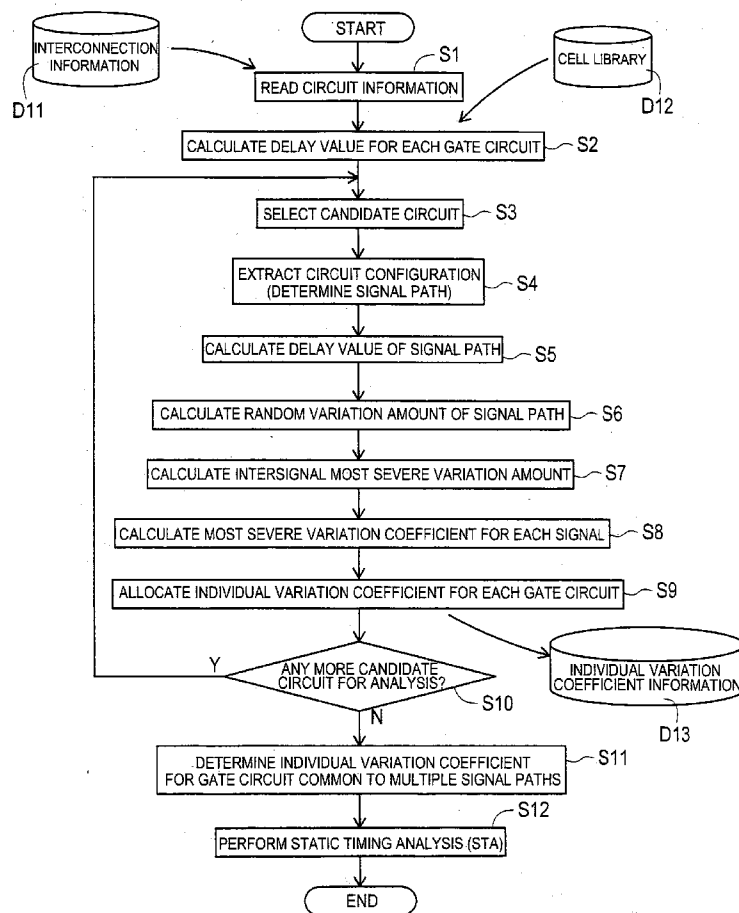 START
INTERCONNECTION
INFORMATION
D11
S1
READ CIRCUIT INFORMATION
CELL LIBRARY
D12
CALCULATE DELAY VALUE FOR EACH GATE CIRCUIT
S2
SELECT CANDIDATE CIRCUIT
S3
EXTRACT CIRCUIT CONFIGURATION
(DETERMINE SIGNAL PATH)
S4
CALCULATE DELAY VALUE OF SIGNAL PATH
S5
CALCULATE RANDOM VARIATION AMOUNT OF SIGNAL PATH
S6
CALCULATE INTERSIGNAL MOST SEVERE VARIATION AMOUNT
S7
CALCULATE MOST SEVERE VARIATION COEFFICIENT FOR EACH SIGNAL
S8
ALLOCATE INDIVIDUAL VARIATION COEFFICIENT FOR EACH GATE CIRCUIT
S9
Y
ANY MORE CANDIDATE
CIRCUIT FOR ANALYSIS?
S10
N
INDIVIDUAL VARIATION
COEFFICIENT INFORMATION
D13
DETERMINE INDIVIDUAL VARIATION COEFFICIENT
FOR GATE CIRCUIT COMMON TO MULTIPLE SIGNAL PATHS
S11
S12
PERFORM STATIC TIMING ANALYSIS (STA)
END